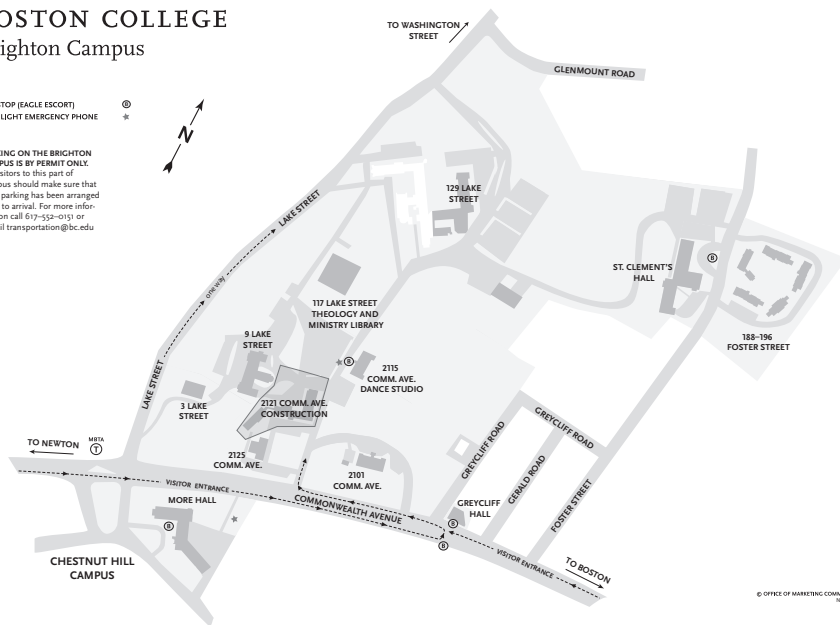 OSTON COLLEGE
ighton Campus
STOP (EAGLE ESCORT) B
LIGHT EMERGENCY PHONE
N
KING ON THE BRIGHTON
PUS IS BY PERMIT ONLY.
isitors to this part of
pus should make sure that
parking has been arranged
to arrival. For more infor-
on call 617–552–0151 or
il transportation@bc.edu
TO WASHINGTON
STREET
GLENMOUNT ROAD
129 LAKE
STREET
LAKE STREET
one way
ST. CLEMENT'S
HALL
B
117 LAKE STREET
THEOLOGY AND
MINISTRY LIBRARY
9 LAKE
STREET
188–196
FOSTER STREET
B
2115
COMM. AVE.
DANCE STUDIO
LAKE STREET
3 LAKE
STREET
2121 COMM. AVE.
CONSTRUCTION
GREYCLIFF ROAD
TO NEWTON
MBTA
T
2125
COMM. AVE.
GREYCLIFF ROAD
GERALD ROAD
FOSTER STREET
2101
COMM. AVE.
VISITOR ENTRANCE
MORE HALL
B
COMMONWEALTH AVENUE
GREYCLIFF
HALL
B
B
VISITOR ENTRANCE
TO BOSTON
CHESTNUT HILL
CAMPUS
© OFFICE OF MARKETING COMM
N